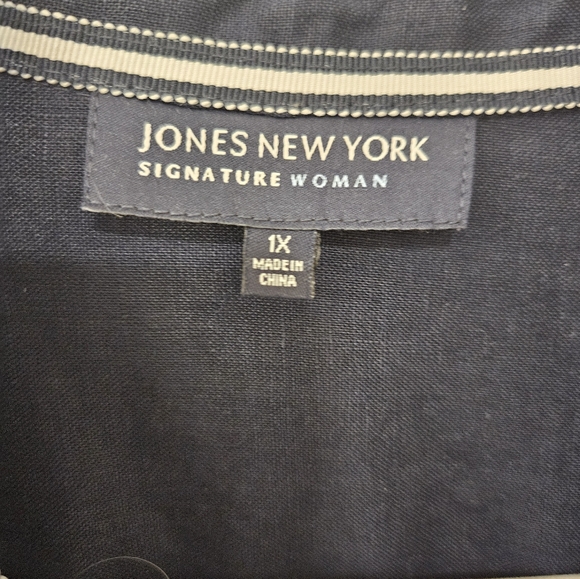 JONES NEW YORK
SIGNATURE WOMAN
1X
MADE IN
CHINA